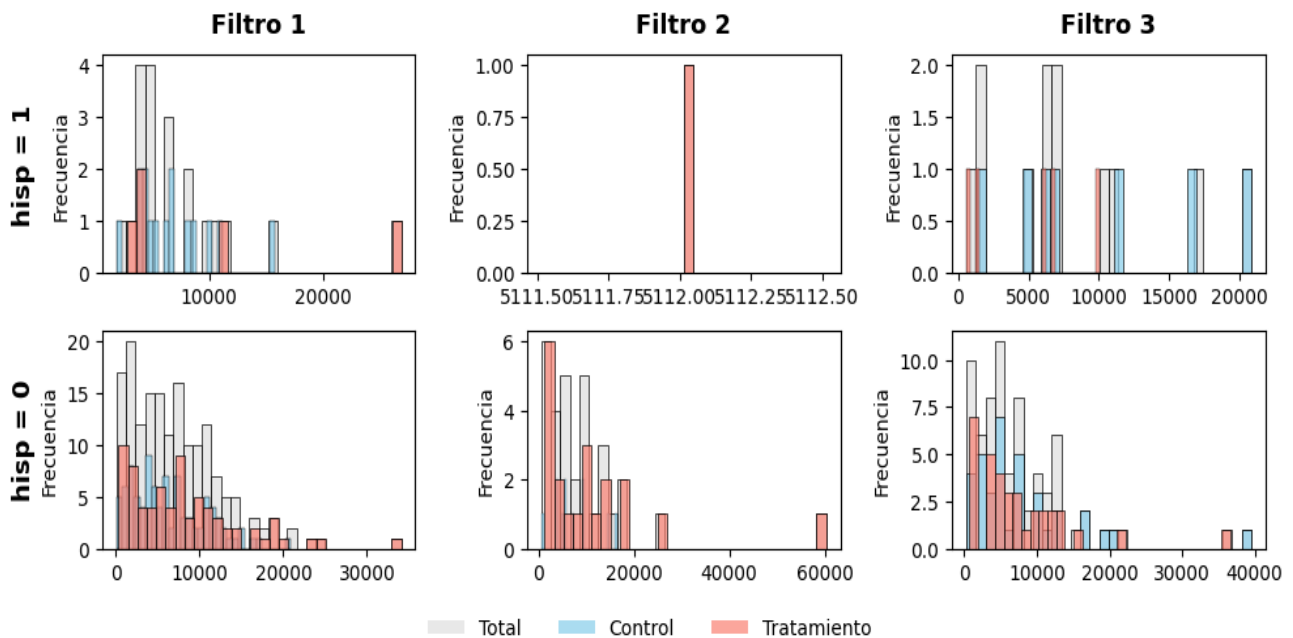 Filtro 1 Filtro 2 Filtro 3
hisp = 1
Frecuencia
4
3
2
1
0
10000 20000
Frecuencia
1.00
0.75
0.50
0.25
0.00
5111.50 5111.75 5112.00 5112.25 5112.50
Frecuencia
2.0
1.5
1.0
0.5
0.0
0 5000 10000 15000 20000
hisp = 0
Frecuencia
20
15
10
5
0
0 10000 20000 30000
Frecuencia
6
4
2
0
0 20000 40000 60000
Frecuencia
10.0
7.5
5.0
2.5
0.0
0 10000 20000 30000 40000
Total Control Tratamiento